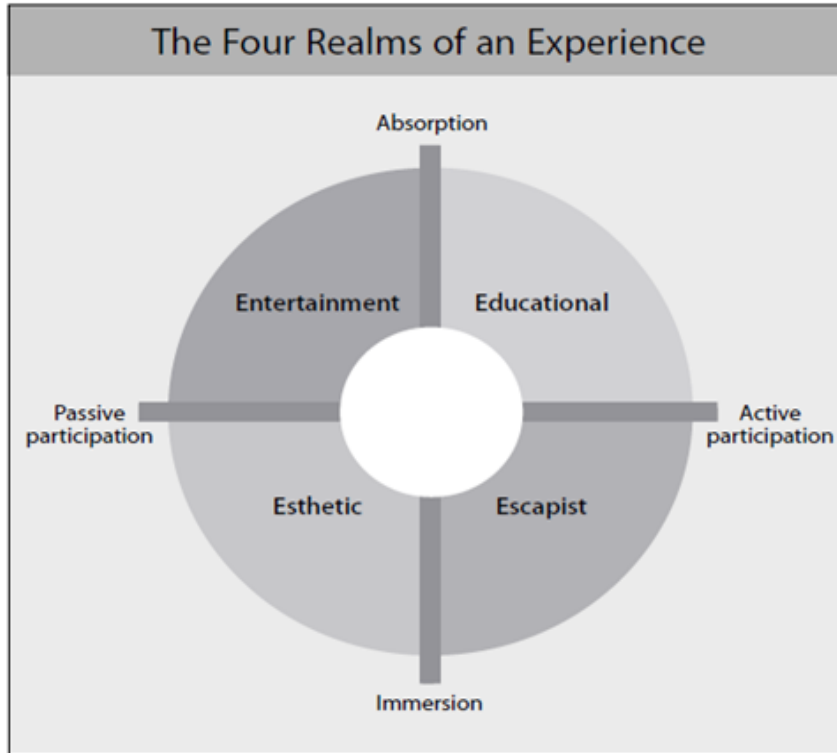 The Four Realms of an Experience
Absorption
Entertainment
Educational
Passive
participation
Active
participation
Esthetic
Escapist
Immersion